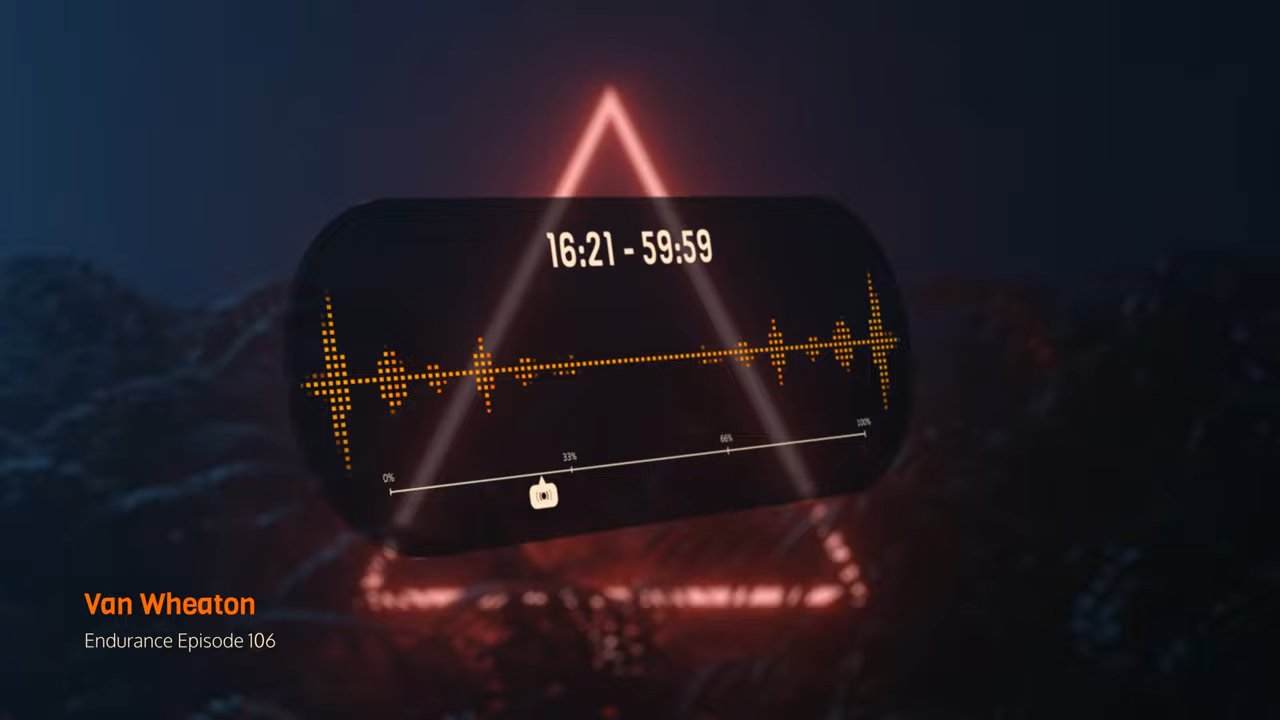 16:21 - 59:59
0%
33%
66%
100%
Van Wheaton
Endurance Episode 106